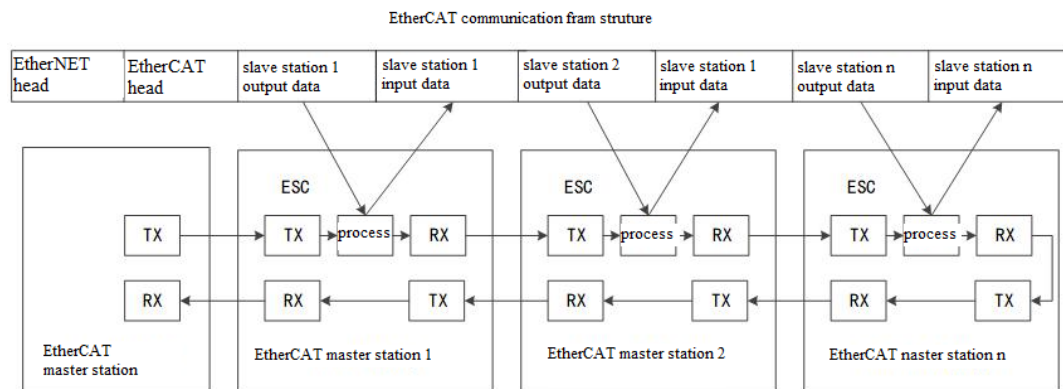 EtherCAT communication fram struture
EtherNET
head
EtherCAT
head
slave station 1
output data
slave station 1
input data
slave station 2
output data
slave station 1
input data
slave station n
output data
slave station n
input data
ESC
ESC
ESC
TX
TX
process
RX
TX
process
RX
TX
process
RX
RX
RX
TX
RX
TX
RX
TX
EtherCAT
master station
EtherCAT master station 1
EtherCAT master station 2
EtherCAT naster station n